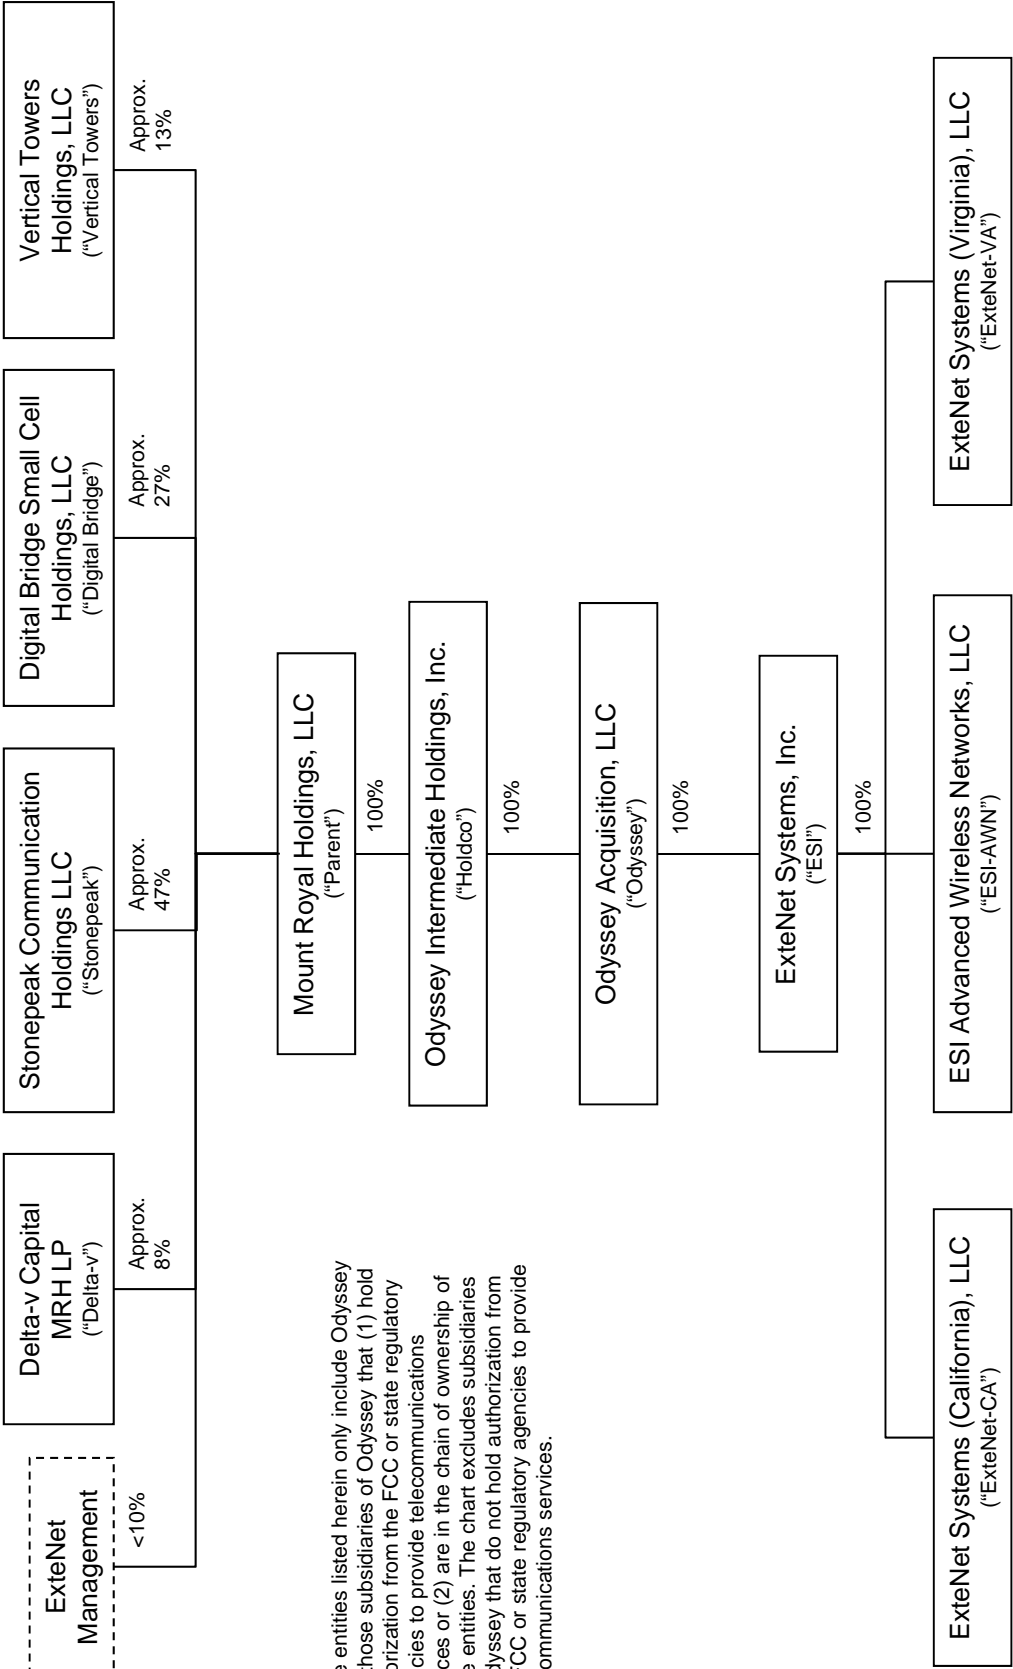 ExteNet
Management
<10%
Delta-v Capital
MRH LP
(“Delta-v”)
Approx.
8%
Stonepeak Communication
Holdings LLC
(“Stonepeak”)
Approx.
47%
Digital Bridge Small Cell
Holdings, LLC
(“Digital Bridge”)
Approx.
27%
Vertical Towers
Holdings, LLC
(“Vertical Towers”)
Approx.
13%
Mount Royal Holdings, LLC
(“Parent”)
100%
Odyssey Intermediate Holdings, Inc.
(“Holdco”)
100%
Odyssey Acquisition, LLC
(“Odyssey”)
100%
ExteNet Systems, Inc.
(“ESI”)
100%
entities listed herein only include Odyssey
those subsidiaries of Odyssey that (1) hold
from the FCC or state regulatory
to provide telecommunications
or (2) are in the chain of ownership of
entities. The chart excludes subsidiaries
that do not hold authorization from
FCC or state regulatory agencies to provide
services.
ExteNet Systems (California), LLC
(“ExteNet-CA”)
ESI Advanced Wireless Networks, LLC
(“ESI-AWN”)
ExteNet Systems (Virginia), LLC
(“ExteNet-VA”)